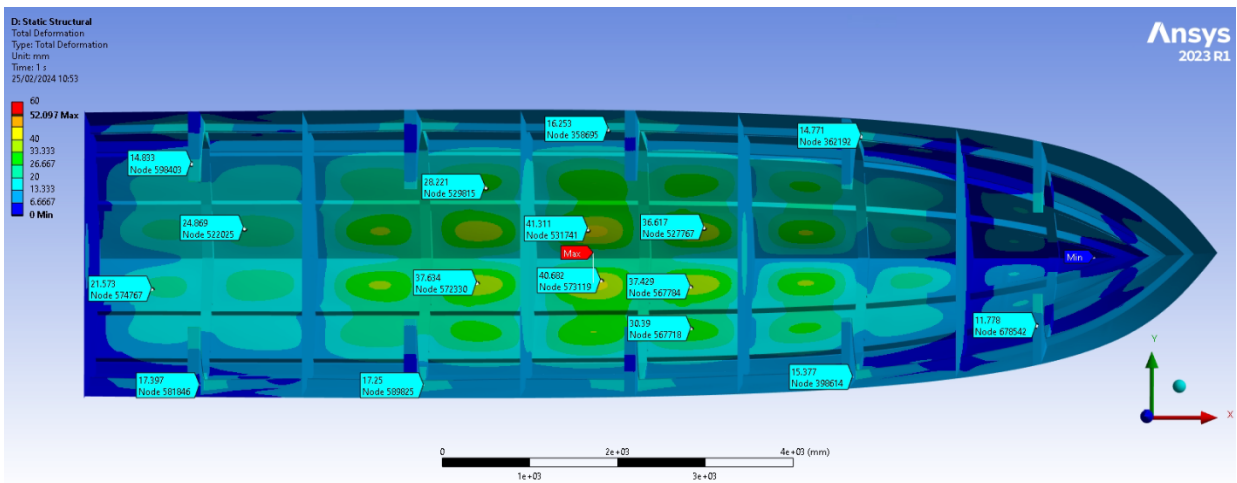 D: Static Structural
Total Deformation
Type: Total Deformation
Unit: mm
Time: 1 s
25/02/2024 10:53
60
52.097 Max
40
33.333
26.667
20
13.333
6.6667
0 Min
Ansys
2023 R1
16.253
Node 358695
14.771
Node 362192
14.833
Node 598403
28.221
Node 529815
24.869
Node 522025
41.311
Node 531741
36.617
Node 527767
Max
Min
21.573
Node 574767
37.634
Node 572330
40.682
Node 573119
37.429
Node 567784
30.39
Node 567718
11.778
Node 678542
17.397
Node 581846
17.25
Node 589825
15.377
Node 398614
Y
X
0
2e+03
4e+03 (mm)
1e+03
3e+03